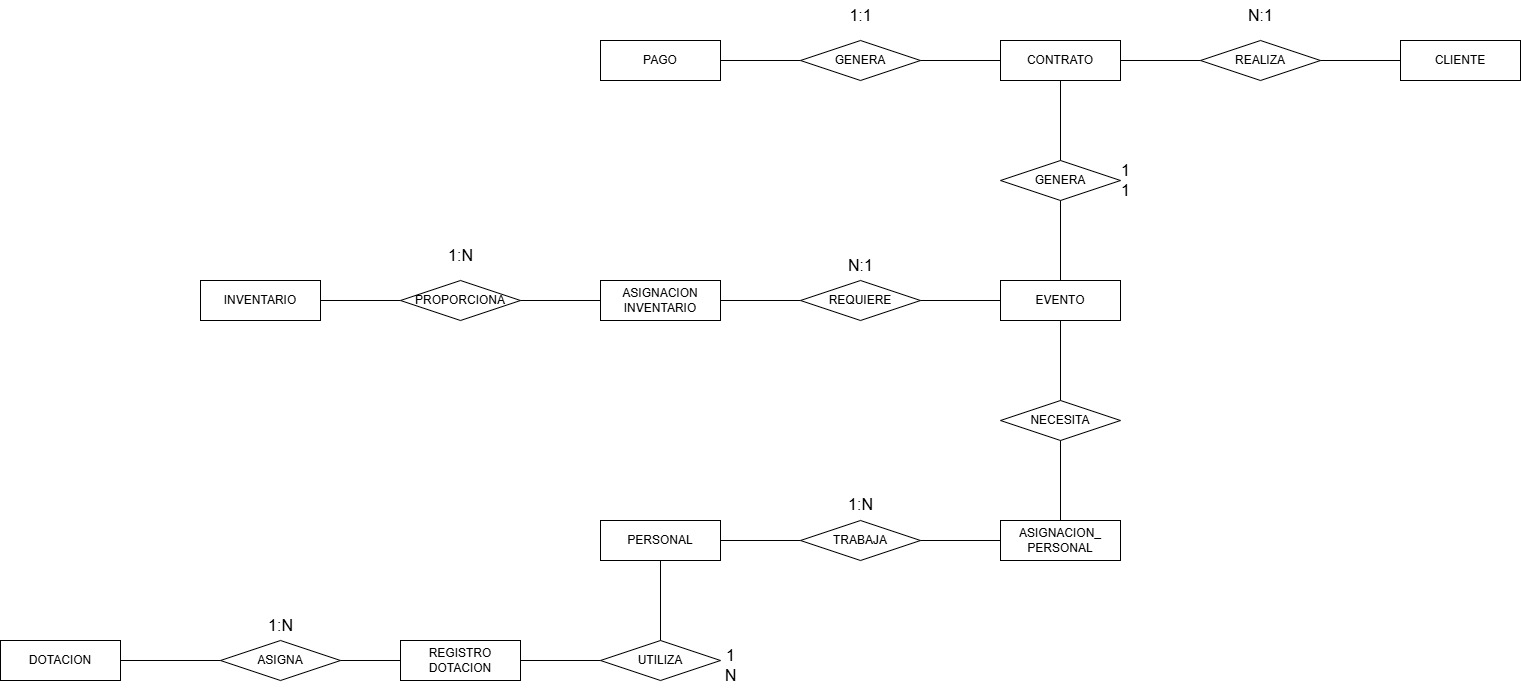 1:1
N:1
PAGO
GENERA
CONTRATO
REALIZA
CLIENTE
GENERA
1
1
1:N
N:1
INVENTARIO
PROPORCIONA
ASIGNACION
INVENTARIO
REQUIERE
EVENTO
NECESITA
1:N
PERSONAL
TRABAJA
ASIGNACION_
PERSONAL
1:N
DOTACION
ASIGNA
REGISTRO
DOTACION
UTILIZA
1
N